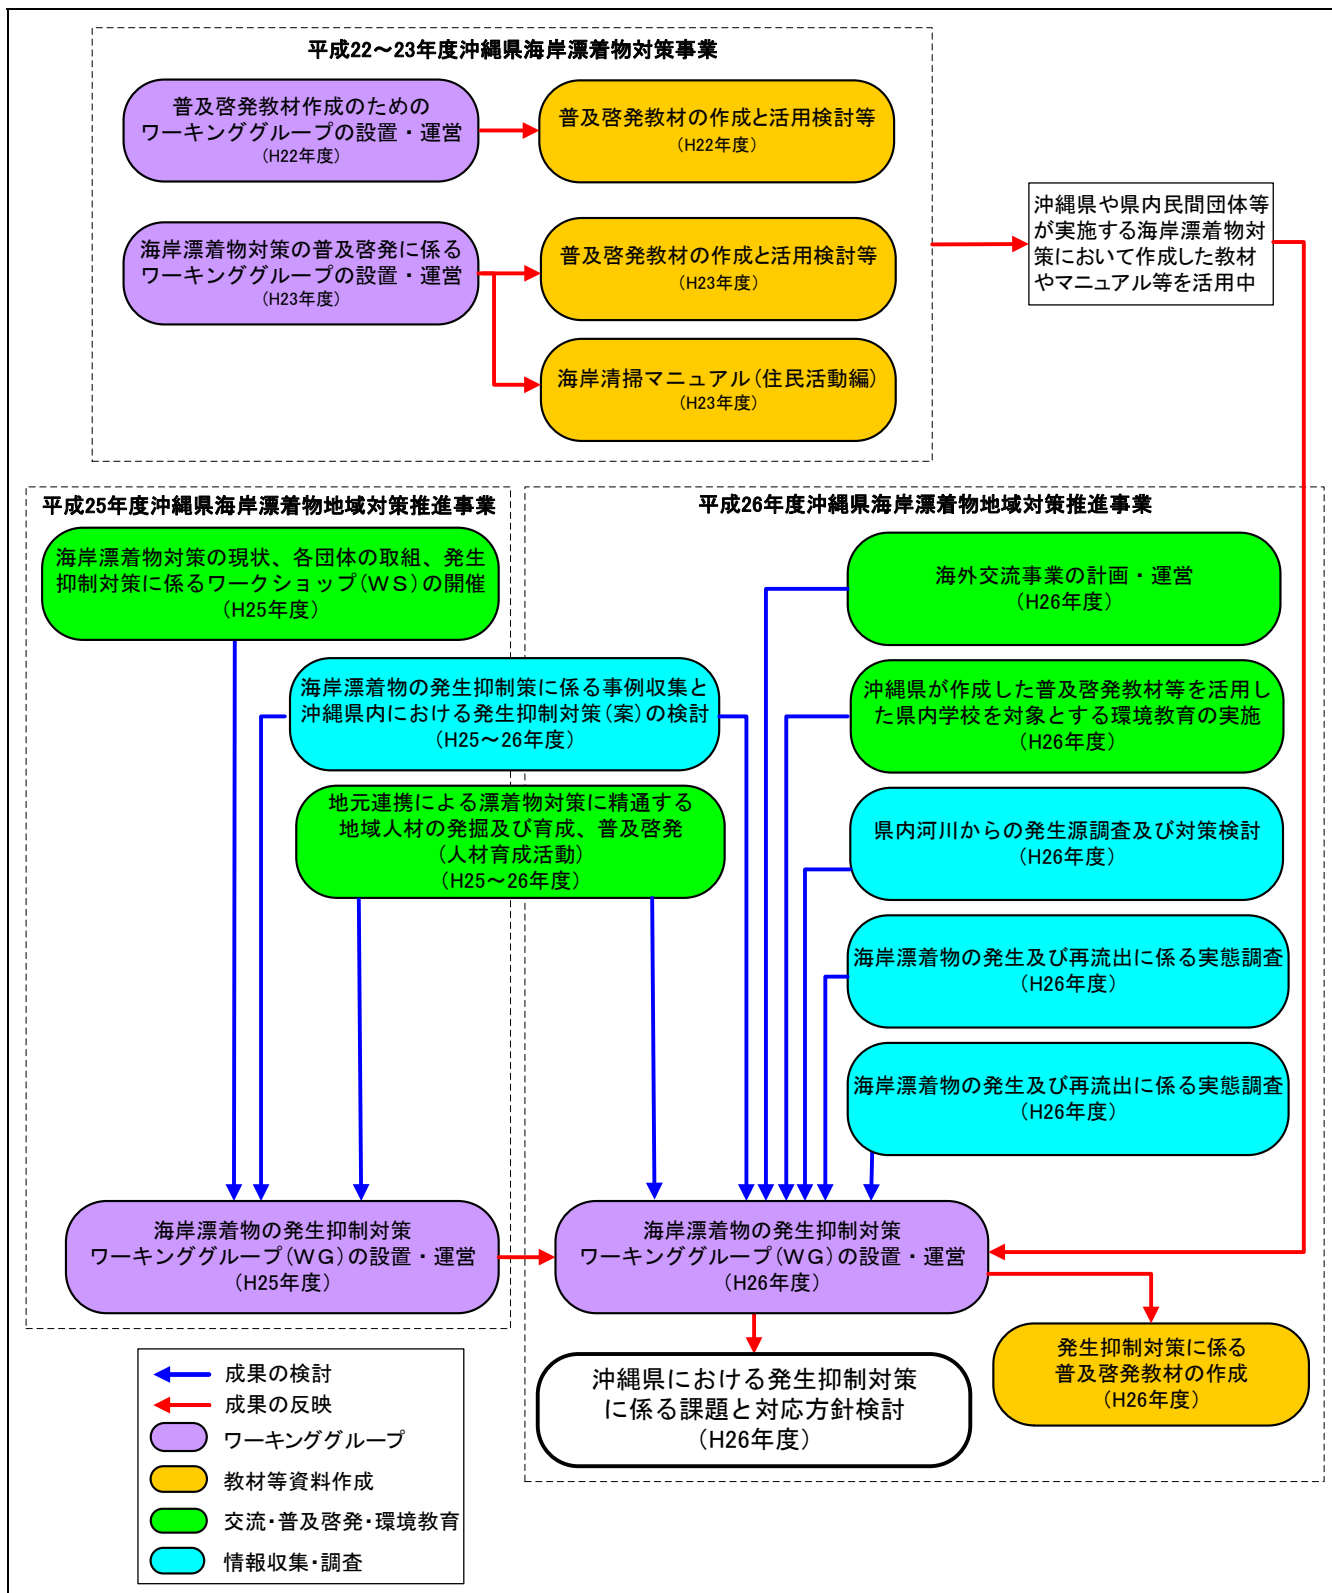 平成22～23年度沖縄県海岸漂着物対策事業
普及啓発教材作成のための
ワーキンググループの設置・運営
(H22年度)
普及啓発教材の作成と活用検討等
(H22年度)
海岸漂着物対策の普及啓発に係る
ワーキンググループの設置・運営
(H23年度)
普及啓発教材の作成と活用検討等
(H23年度)
海岸清掃マニュアル(住民活動編)
(H23年度)
沖縄県や県内民間団体等
が実施する海岸漂着物対
策において作成した教材
やマニュアル等を活用中
平成25年度沖縄県海岸漂着物地域対策推進事業
海岸漂着物対策の現状、各団体の取組、発生
抑制対策に係るワークショップ(WS)の開催
(H25年度)
海岸漂着物の発生抑制策に係る事例収集と
沖縄県内における発生抑制対策(案)の検討
(H25～26年度)
地元連携による漂着物対策に精通する
地域人材の発掘及び育成、普及啓発
(人材育成活動)
(H25～26年度)
平成26年度沖縄県海岸漂着物地域対策推進事業
海外交流事業の計画・運営
(H26年度)
沖縄県が作成した普及啓発教材等を活用し
た県内学校を対象とする環境教育の実施
(H26年度)
県内河川からの発生源調査及び対策検討
(H26年度)
海岸漂着物の発生及び再流出に係る実態調査
(H26年度)
海岸漂着物の発生及び再流出に係る実態調査
(H26年度)
海岸漂着物の発生抑制対策
ワーキンググループ(WG)の設置・運営
(H25年度)
海岸漂着物の発生抑制対策
ワーキンググループ(WG)の設置・運営
(H26年度)
沖縄県における発生抑制対策
に係る課題と対応方針検討
(H26年度)
発生抑制対策に係る
普及啓発教材の作成
(H26年度)
成果の検討
成果の反映
ワーキンググループ
教材等資料作成
交流・普及啓発・環境教育
情報収集・調査